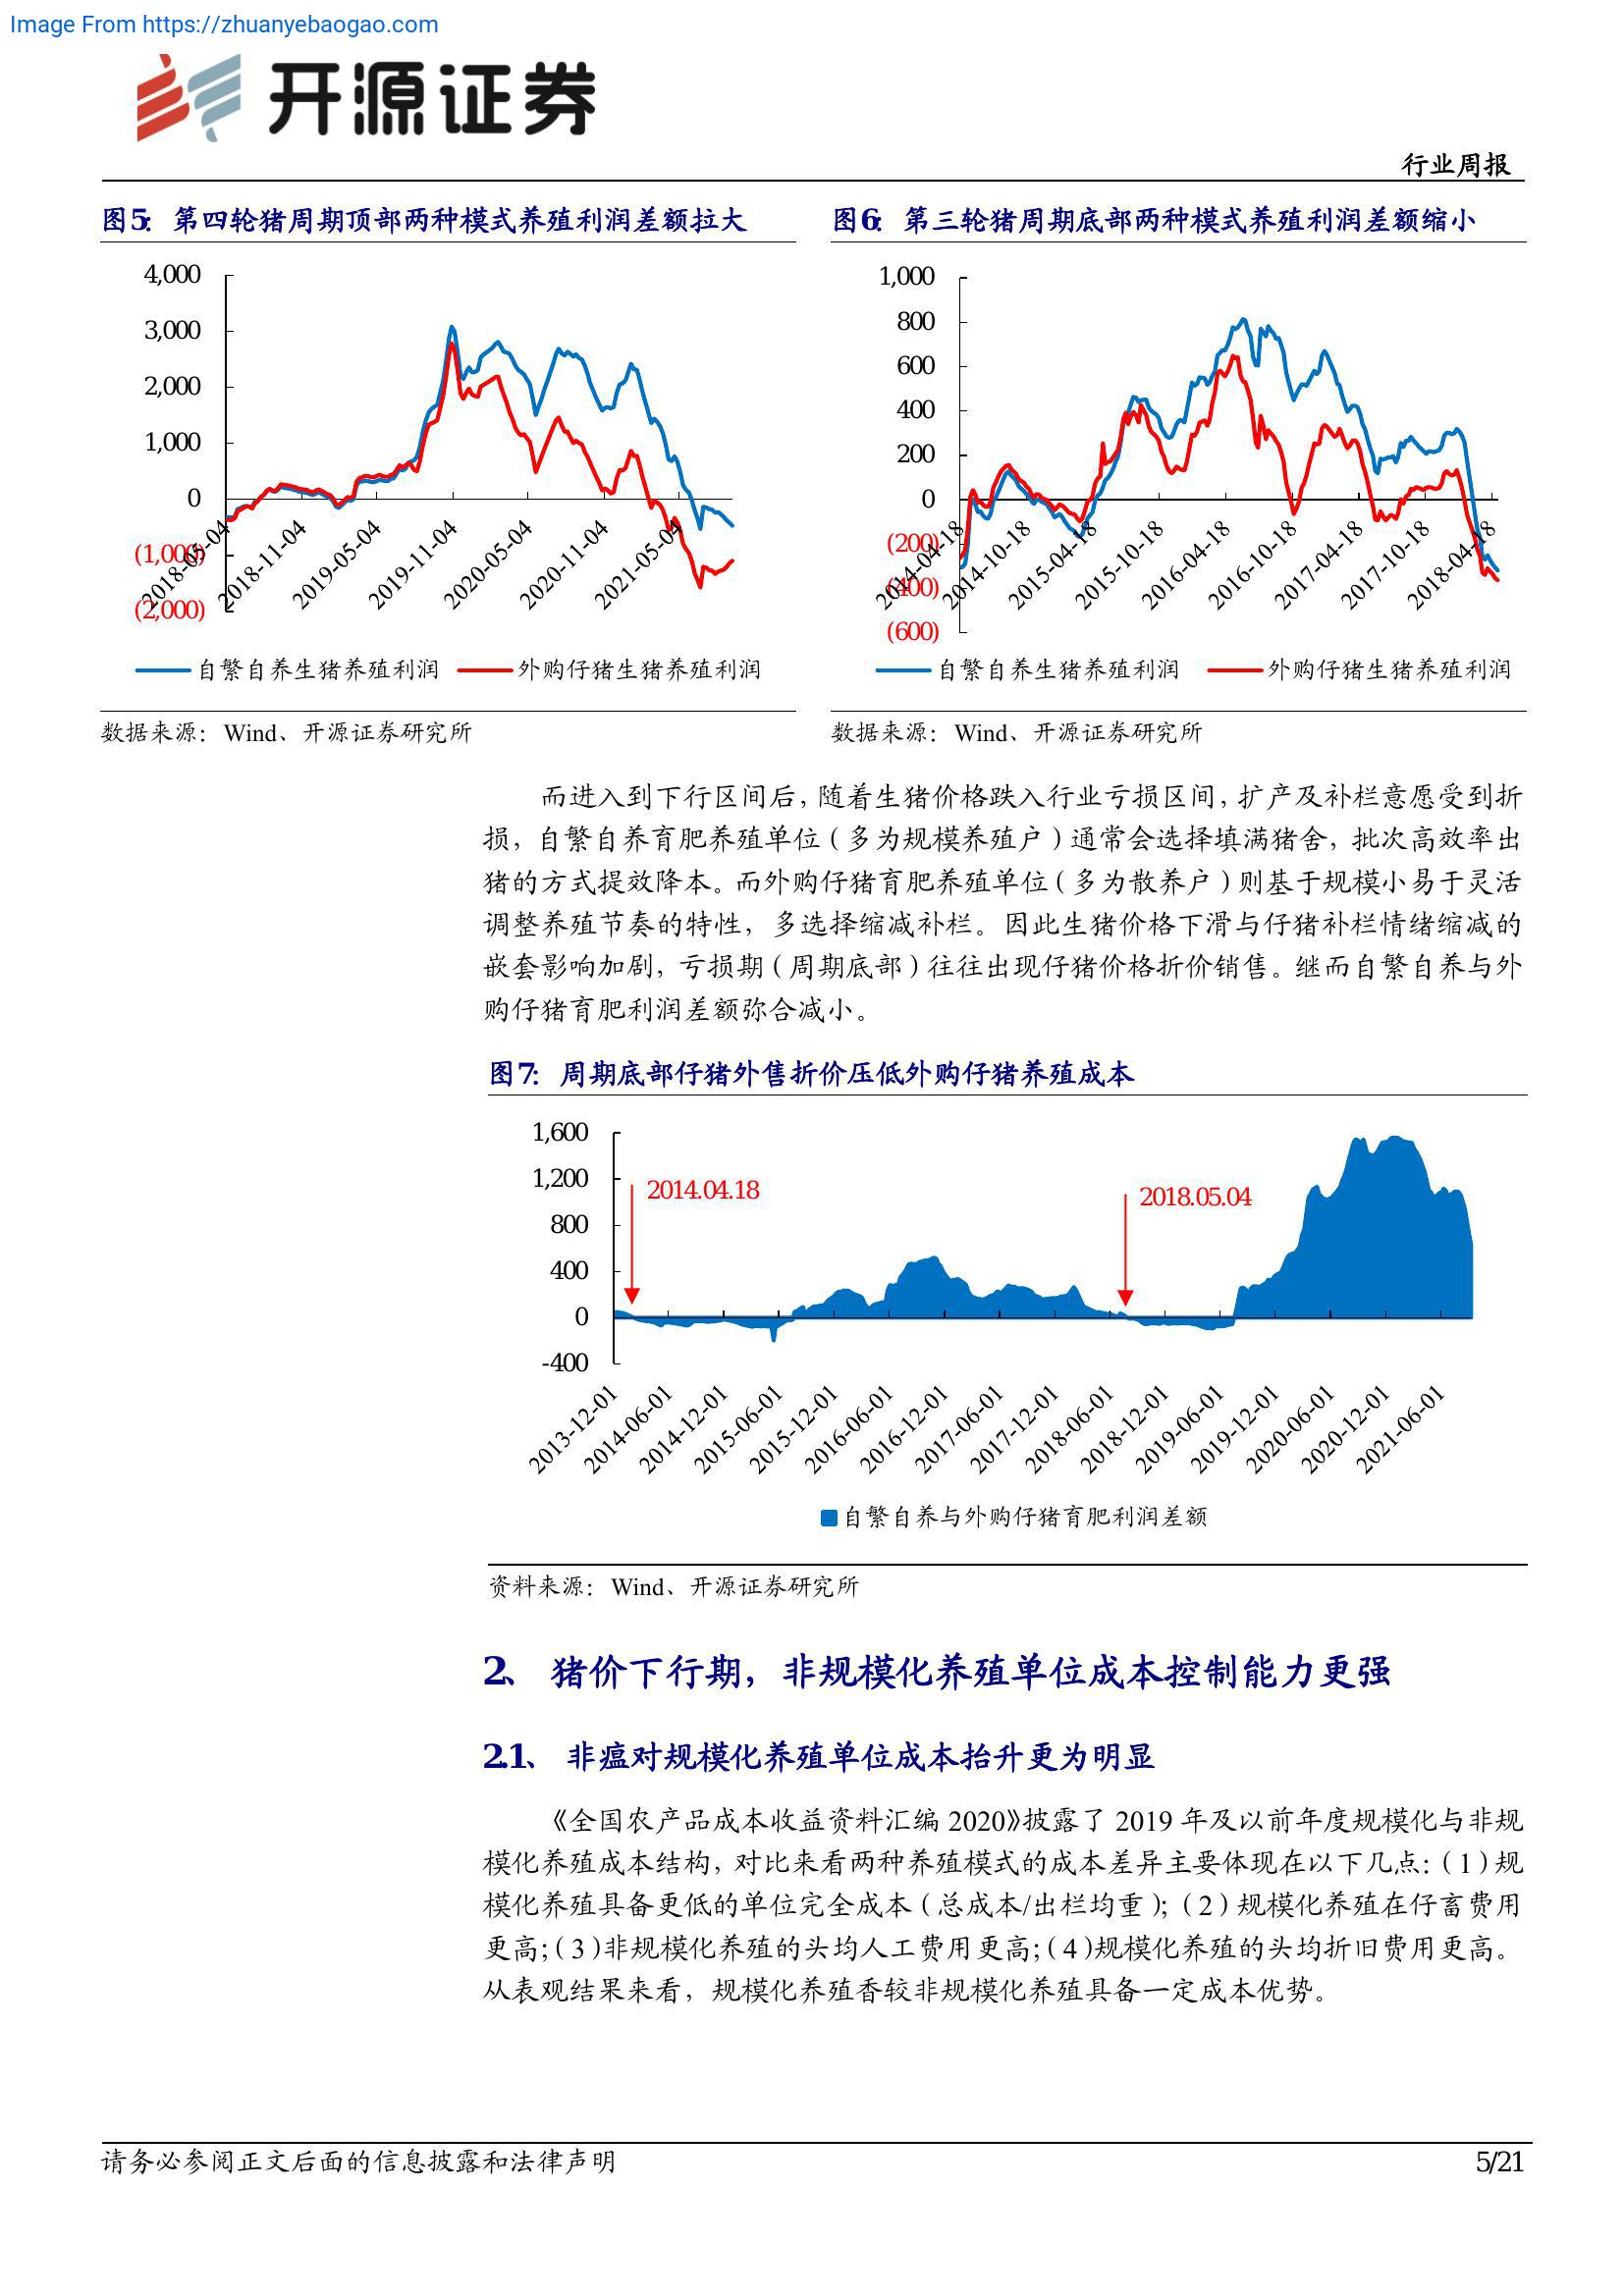 Image From https://zhuanyebaogao.com
开源证券
行业周报
图5： 第四轮猪周期顶部两种模式养殖利润差额拉大
4,000
3,000
2,000
1,000
0
(1,000)
(2,000)
2018-05-04
2018-11-04
2019-05-04
2019-11-04
2020-05-04
2020-11-04
2021-05-04
自繁自养生猪养殖利润
外购仔猪生猪养殖利润
数据来源：Wind、开源证券研究所
图6： 第三轮猪周期底部两种模式养殖利润差额缩小
1,000
800
600
400
200
0
(200)
(400)
(600)
2014-04-18
2014-10-18
2015-04-18
2015-10-18
2016-04-18
2016-10-18
2017-04-18
2017-10-18
2018-04-18
自繁自养生猪养殖利润
外购仔猪生猪养殖利润
数据来源：Wind、开源证券研究所
而进入到下行区间后，随着生猪价格跌入行业亏损区间，扩产及补栏意愿受到折
损，自繁自养育肥养殖单位（多为规模养殖户）通常会选择填满猪舍，批次高效率出
猪的方式提效降本。而外购仔猪育肥养殖单位（多为散养户）则基于规模小易于灵活
调整养殖节奏的特性，多选择缩减补栏。因此生猪价格下滑与仔猪补栏情绪缩减的
嵌套影响加剧，亏损期（周期底部）往往出现仔猪价格折价销售。继而自繁自养与外
购仔猪育肥利润差额弥合减小。
图7： 周期底部仔猪外售折价压低外购仔猪养殖成本
1,600
1,200
800
400
0
-400
2014.04.18
2018.05.04
2013-12-01
2014-06-01
2014-12-01
2015-06-01
2015-12-01
2016-06-01
2016-12-01
2017-06-01
2017-12-01
2018-06-01
2018-12-01
2019-06-01
2019-12-01
2020-06-01
2020-12-01
2021-06-01
自繁自养与外购仔猪育肥利润差额
资料来源：Wind、开源证券研究所
2、 猪价下行期，非规模化养殖单位成本控制能力更强
2.1、 非瘟对规模化养殖单位成本抬升更为明显
《全国农产品成本收益资料汇编 2020》披露了 2019 年及以前年度规模化与非规
模化养殖成本结构，对比来看两种养殖模式的成本差异主要体现在以下几点：（1）规
模化养殖具备更低的单位完全成本（总成本/出栏均重）；（2）规模化养殖在仔畜费用
更高；（3）非规模化养殖的头均人工费用更高；（4）规模化养殖的头均折旧费用更高。
从表观结果来看，规模化养殖香较非规模化养殖具备一定成本优势。
请务必参阅正文后面的信息披露和法律声明
5/21